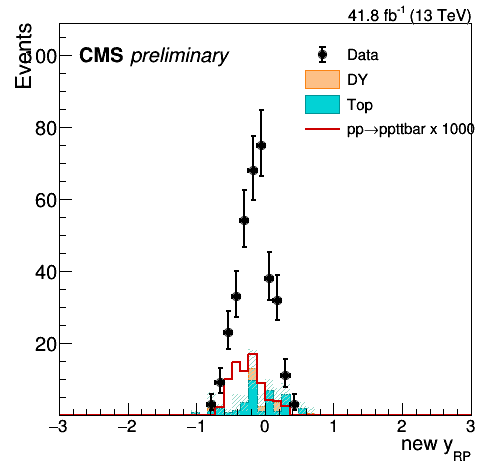 41.8 fb⁻¹ (13 TeV)
Events
CMS preliminary
Data
DY
Top
pp→ppttbar x 1000
00
80
60
40
20
−3 −2 −1 0 1 2 3
new y_RP